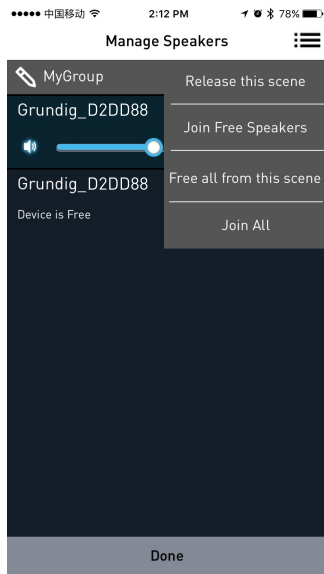 中国移动 2:12 PM 78%
Manage Speakers
MyGroup
Grundig_D2DD88
Grundig_D2DD88
Device is Free
Release this scene
Join Free Speakers
Free all from this scene
Join All
Done